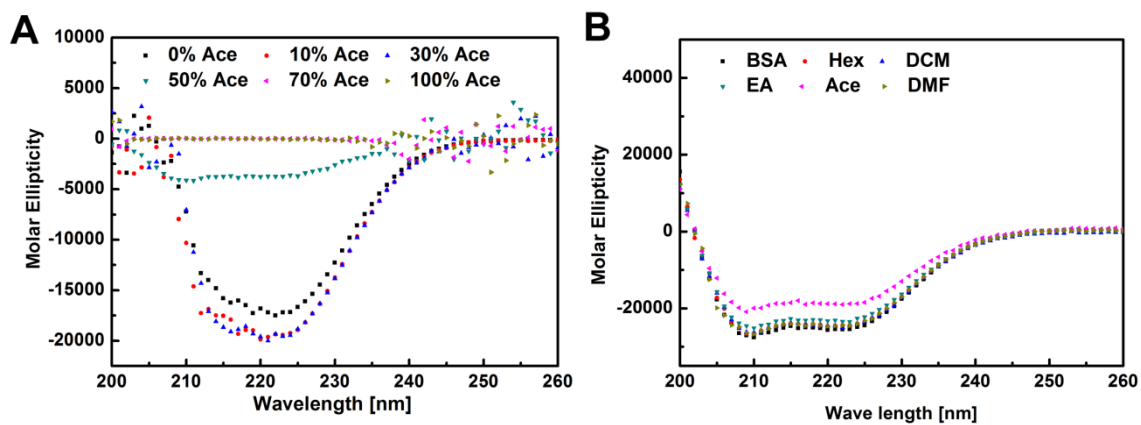 A
10000
5000
0
-5000
-10000
-15000
-20000
Molar Ellipticity
0% Ace 10% Ace 30% Ace
50% Ace 70% Ace 100% Ace
200 210 220 230 240 250 260
Wavelength [nm]
B
40000
20000
0
-20000
Molar Ellipticity
BSA Hex DCM
EA Ace DMF
200 210 220 230 240 250 260
Wave length [nm]